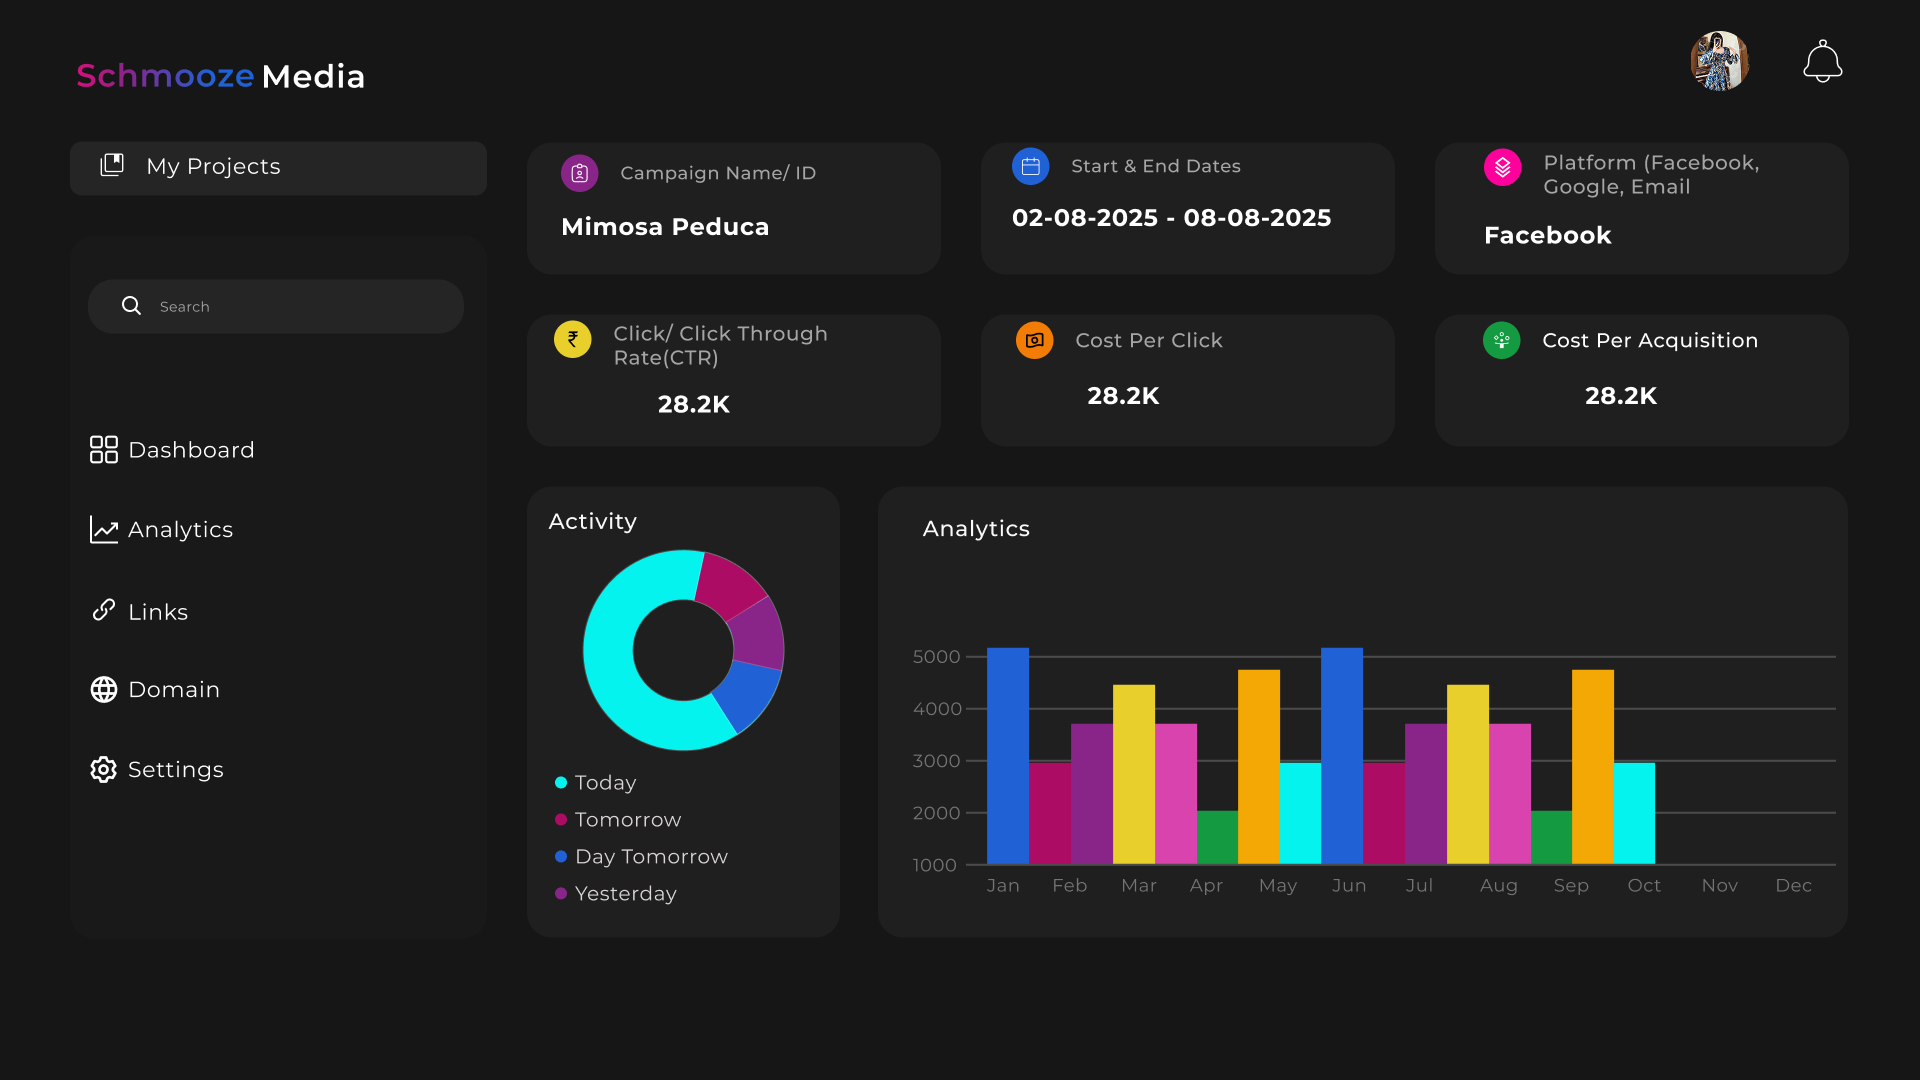 Schmooze Media
My Projects
Search
Dashboard
Analytics
Links
Domain
Settings
Campaign Name/ ID
Mimosa Peduca
Start & End Dates
02-08-2025 - 08-08-2025
Platform (Facebook,
Google, Email
Facebook
₹
Click/ Click Through
Rate(CTR)
28.2K
Cost Per Click
28.2K
Cost Per Acquisition
28.2K
Activity
Today
Tomorrow
Day Tomorrow
Yesterday
Analytics
5000
4000
3000
2000
1000
Jan Feb Mar Apr May Jun Jul Aug Sep Oct Nov Dec